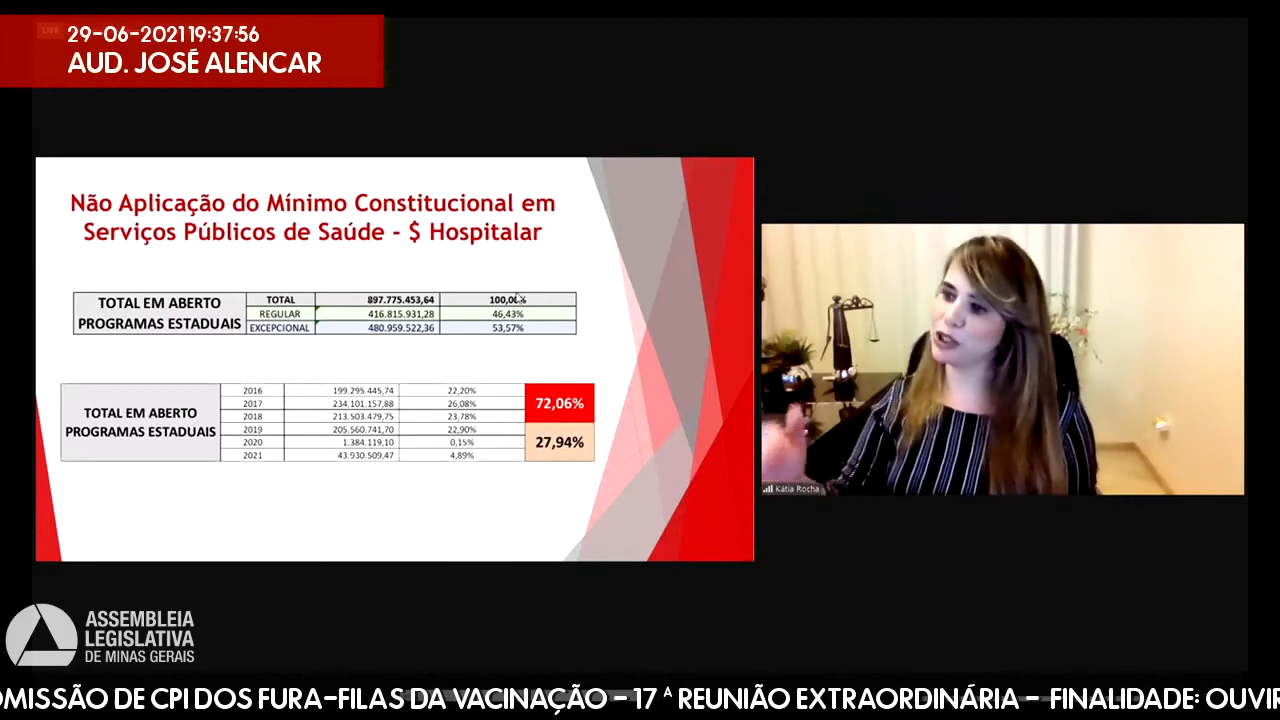 LIVE
29-06-2021 19:37:56
AUD. JOSÉ ALENCAR
Não Aplicação do Mínimo Constitucional em
Serviços Públicos de Saúde - $ Hospitalar
TOTAL EM ABERTO
PROGRAMAS ESTADUAIS
TOTAL 897.775.453,64 100,00%
REGULAR 416.815.931,28 46,43%
EXCEPCIONAL 480.959.522,36 53,57%
TOTAL EM ABERTO
PROGRAMAS ESTADUAIS
2016 199.295.445,74 22,20%
2017 234.101.157,88 26,08%
2018 213.503.479,75 23,78%
2019 205.560.741,70 22,90%
2020 1.384.119,10 0,15%
2021 43.930.509,47 4,89%
72,06%
27,94%
Kátia Rocha
ASSEMBLEIA
LEGISLATIVA
DE MINAS GERAIS
OMISSÃO DE CPI DOS FURA-FILAS DA VACINAÇÃO - 17 ª REUNIÃO EXTRAORDINÁRIA - FINALIDADE: OUVIR